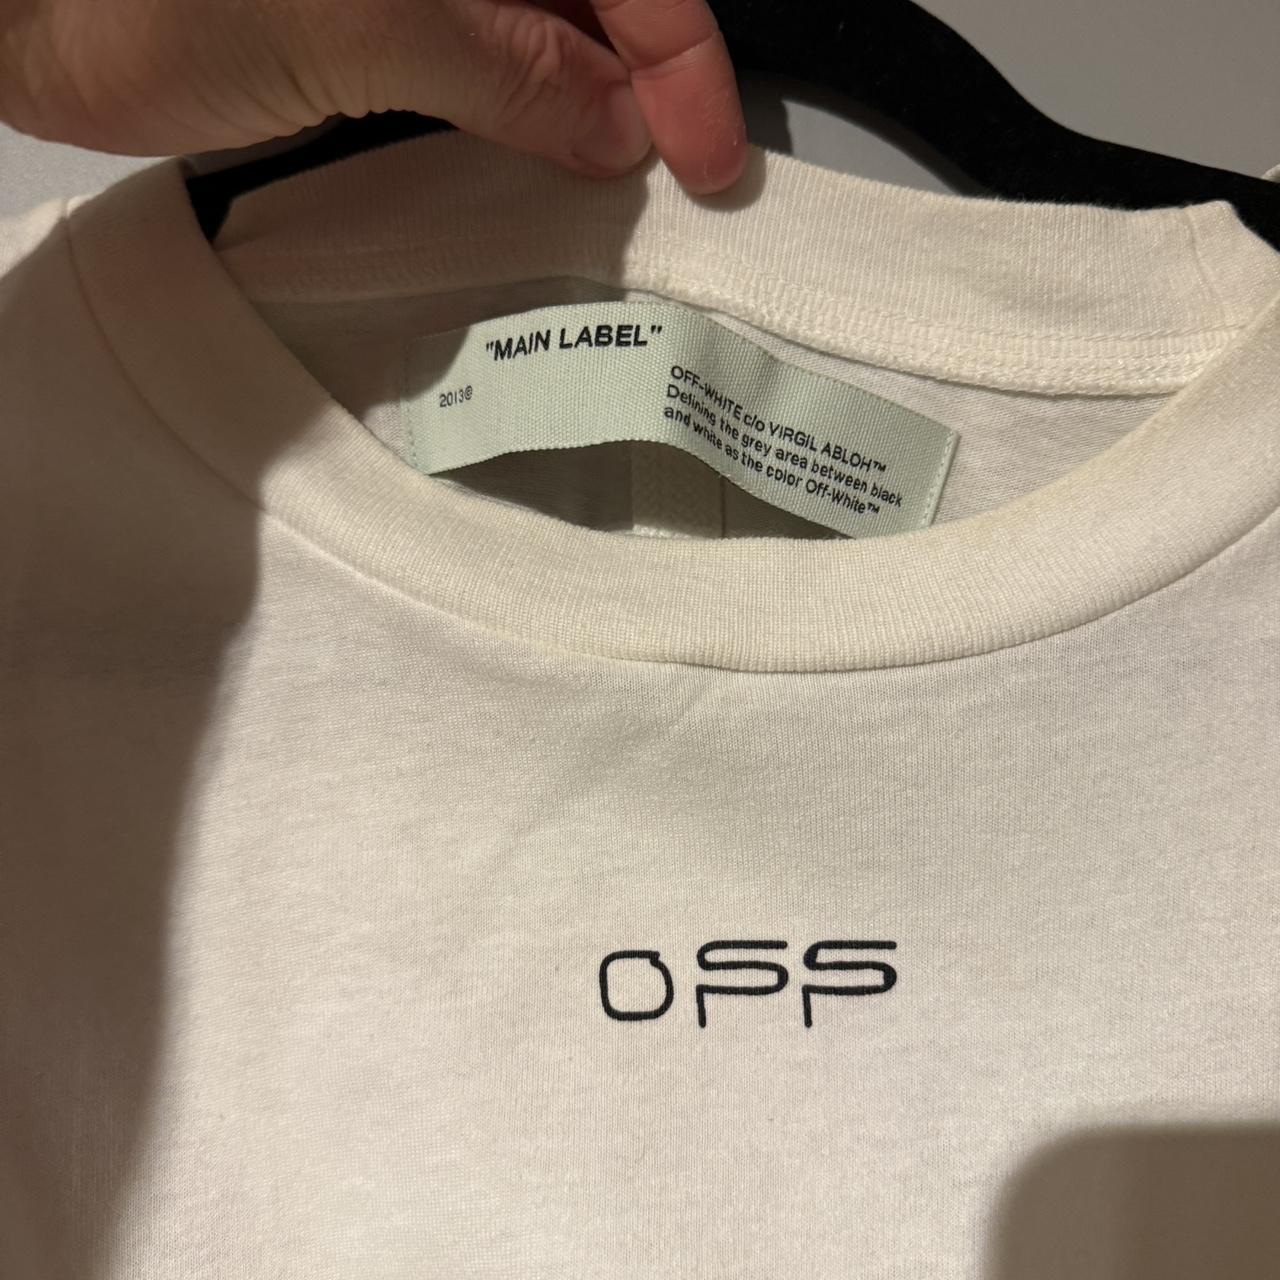 "MAIN LABEL"
2013©
OFF-WHITE c/o VIRGIL ABLOH™
Defining the grey area between black
and white as the color Off-White™
OFF